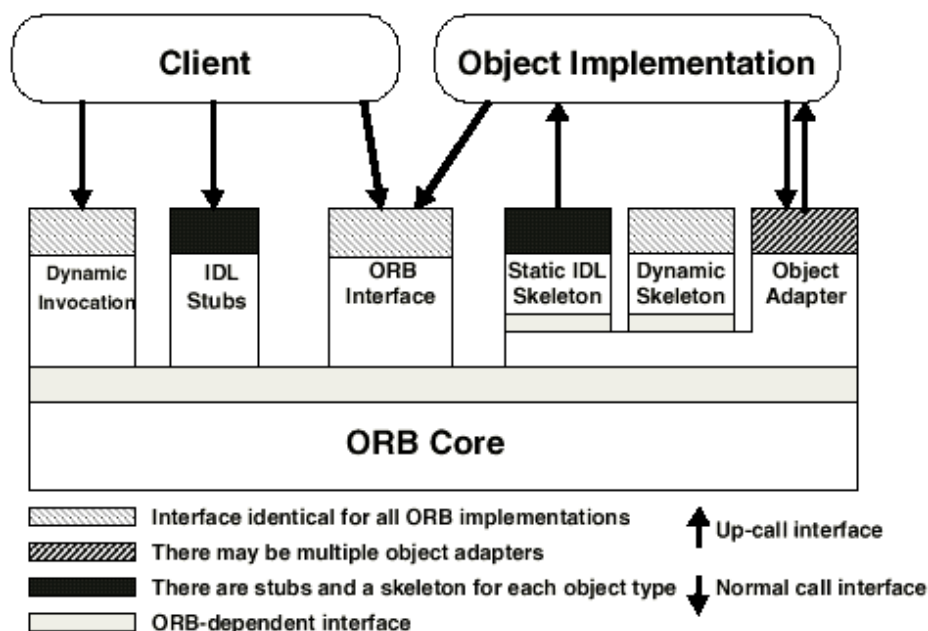 Client
Object Implementation
Dynamic
Invocation
IDL
Stubs
ORB
Interface
Static IDL
Skeleton
Dynamic
Skeleton
Object
Adapter
ORB Core
Interface identical for all ORB implementations
There may be multiple object adapters
There are stubs and a skeleton for each object type
ORB-dependent interface
Up-call interface
Normal call interface